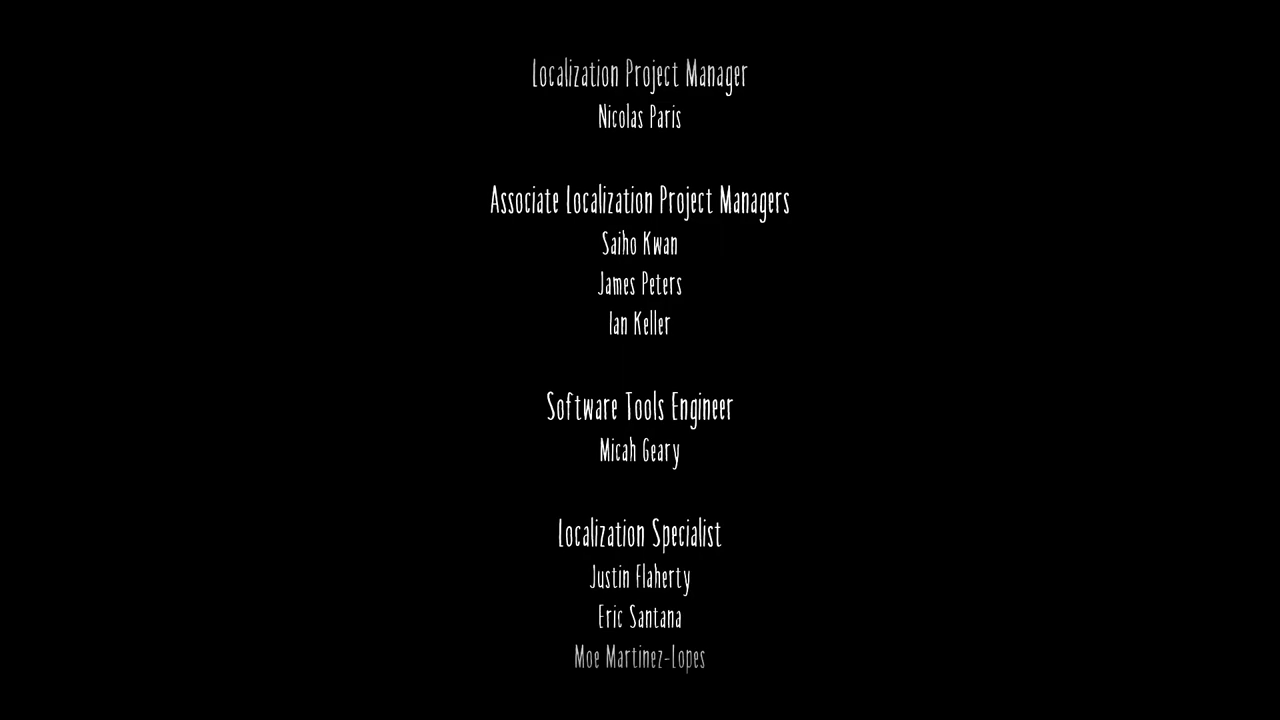 Localization Project Manager
Nicolas Paris
Associate Localization Project Managers
Saiho Kwan
James Peters
Ian Keller
Software Tools Engineer
Micah Geary
Localization Specialist
Justin Flaherty
Eric Santana
Moe Martinez-Lopes